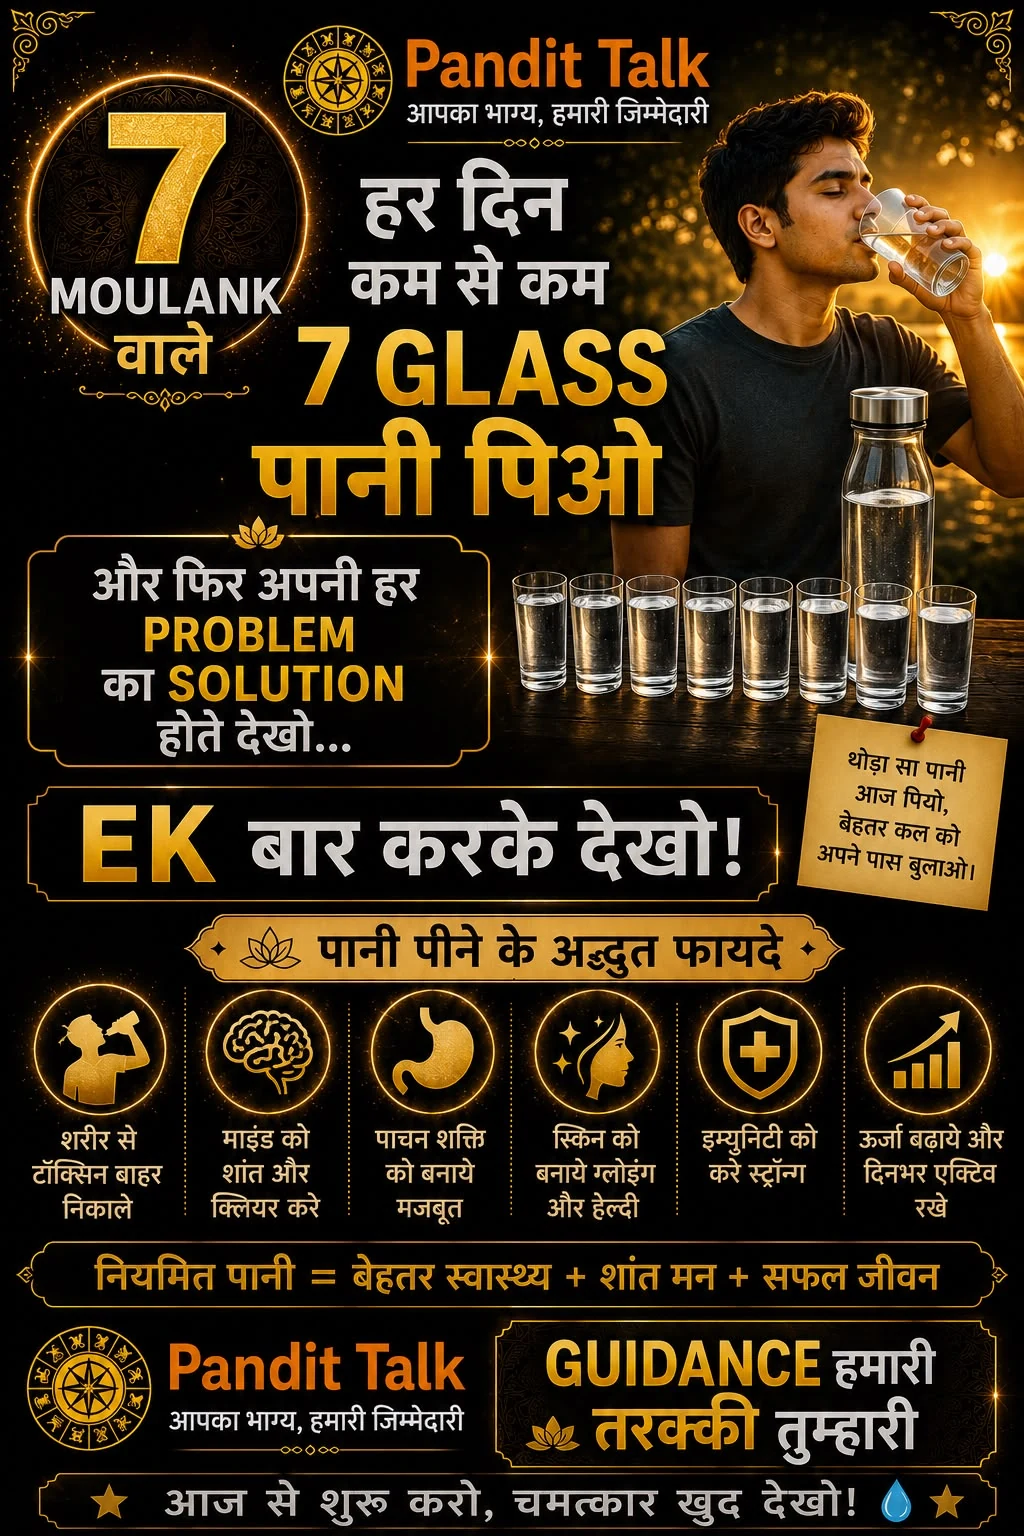 Pandit Talk
आपका भाग्य, हमारी जिम्मेदारी
7
MOULANK
वाले
हर दिन
कम से कम
7 GLASS
पानी पिओ
और फिर अपनी हर
PROBLEM
का SOLUTION
होते देखो...
थोड़ा सा पानी
आज पियो,
बेहतर कल को
अपने पास बुलाओ।
EK बार करके देखो!
पानी पीने के अद्भुत फायदे
शरीर से
टॉक्सिन बाहर
निकाले
माइंड को
शांत और
क्लियर करे
पाचन शक्ति
को बनाये
मजबूत
स्किन को
बनाये ग्लोइंग
और हेल्दी
इम्युनिटी को
करे स्ट्रॉन्ग
ऊर्जा बढ़ाये और
दिनभर एक्टिव
रखे
नियमित पानी = बेहतर स्वास्थ्य + शांत मन + सफल जीवन
Pandit Talk
आपका भाग्य, हमारी जिम्मेदारी
GUIDANCE हमारी
तरक्की तुम्हारी
आज से शुरू करो, चमत्कार खुद देखो!